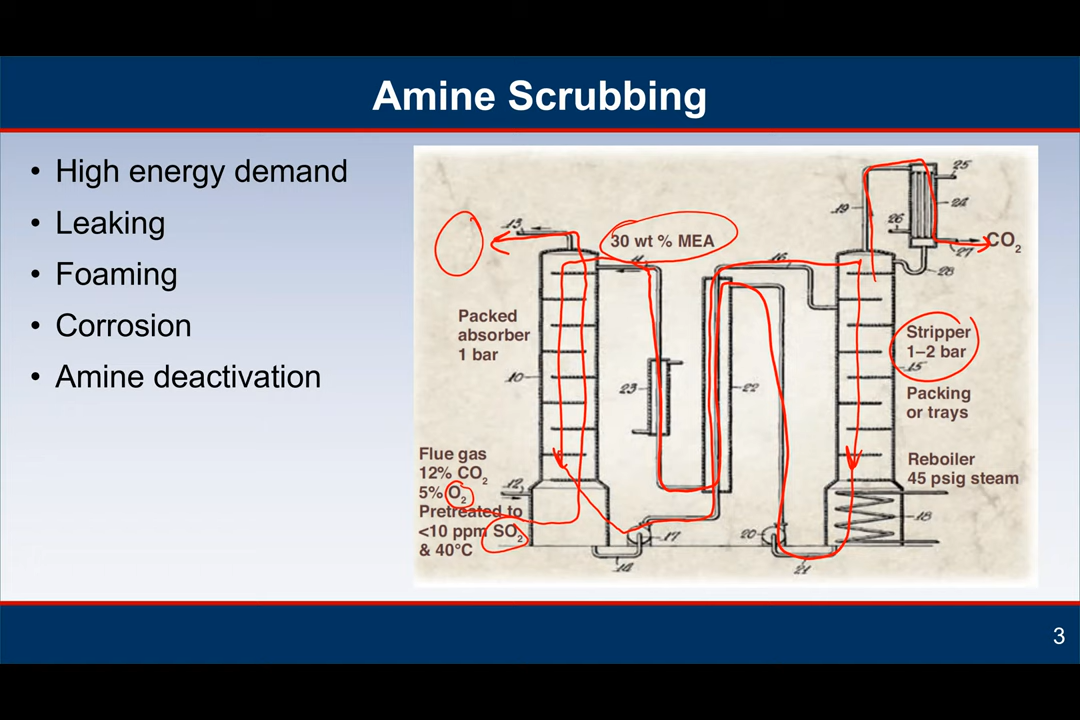 Amine Scrubbing
• High energy demand
• Leaking
• Foaming
• Corrosion
• Amine deactivation
25
19
24
26
13
30 wt % MEA
CO2
27
11
16
28
Packed
absorber
1 bar
Stripper
1–2 bar
15
10
23
22
Packing
or trays
Flue gas
12% CO2
5% O2
Pretreated to
<10 ppm SO2
& 40°C
12
Reboiler
45 psig steam
18
17
20
14
21
3